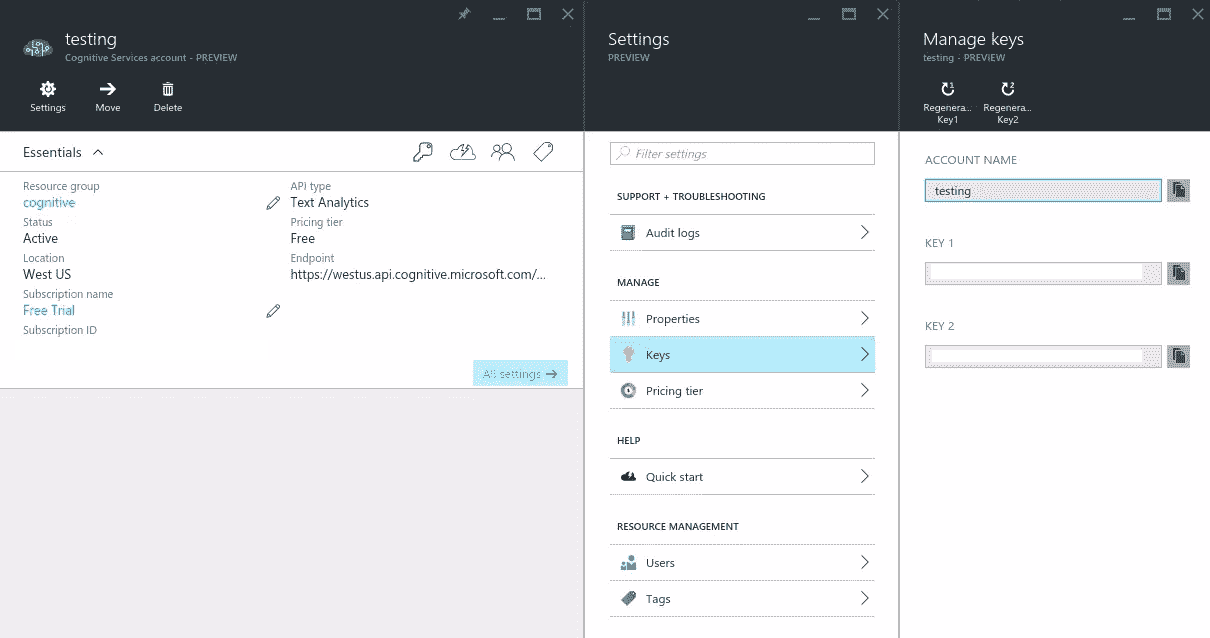 testing
Cognitive Services account - PREVIEW
Settings
Move
Delete
Essentials
Resource group
cognitive
Status
Active
Location
West US
Subscription name
Free Trial
Subscription ID
API type
Text Analytics
Pricing tier
Free
Endpoint
https://westus.api.cognitive.microsoft.com/...
All settings
Settings
PREVIEW
Filter settings
SUPPORT + TROUBLESHOOTING
Audit logs
MANAGE
Properties
Keys
Pricing tier
HELP
Quick start
RESOURCE MANAGEMENT
Users
Tags
Manage keys
testing - PREVIEW
1
Regenera...
Key1
2
Regenera...
Key2
ACCOUNT NAME
testing
KEY 1
KEY 2